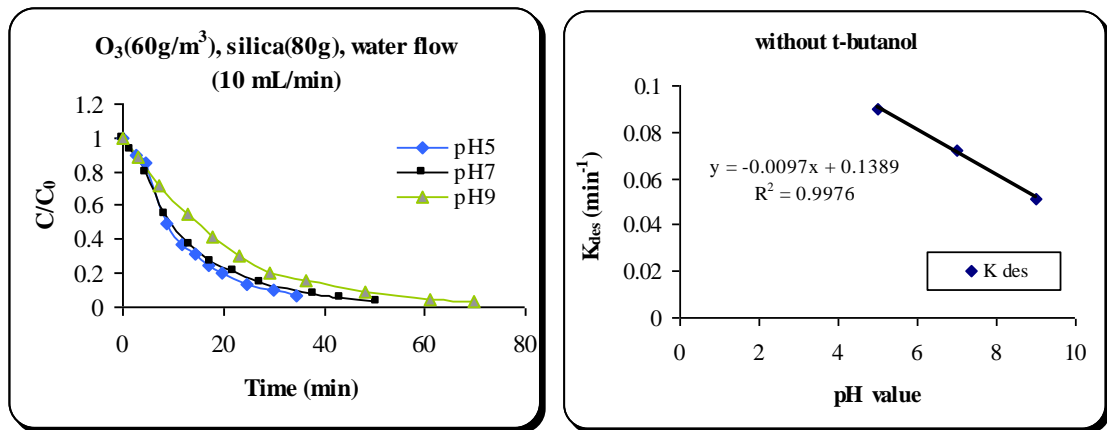 O₃(60g/m³), silica(80g), water flow
(10 mL/min)
1.2
1
0.8
0.6
0.4
0.2
0
C/C₀
pH5
pH7
pH9
0 20 40 60 80
Time (min)
without t-butanol
0.1
0.08
0.06
0.04
0.02
0
K_des (min⁻¹)
y = -0.0097x + 0.1389
R² = 0.9976
K des
0 2 4 6 8 10
pH value